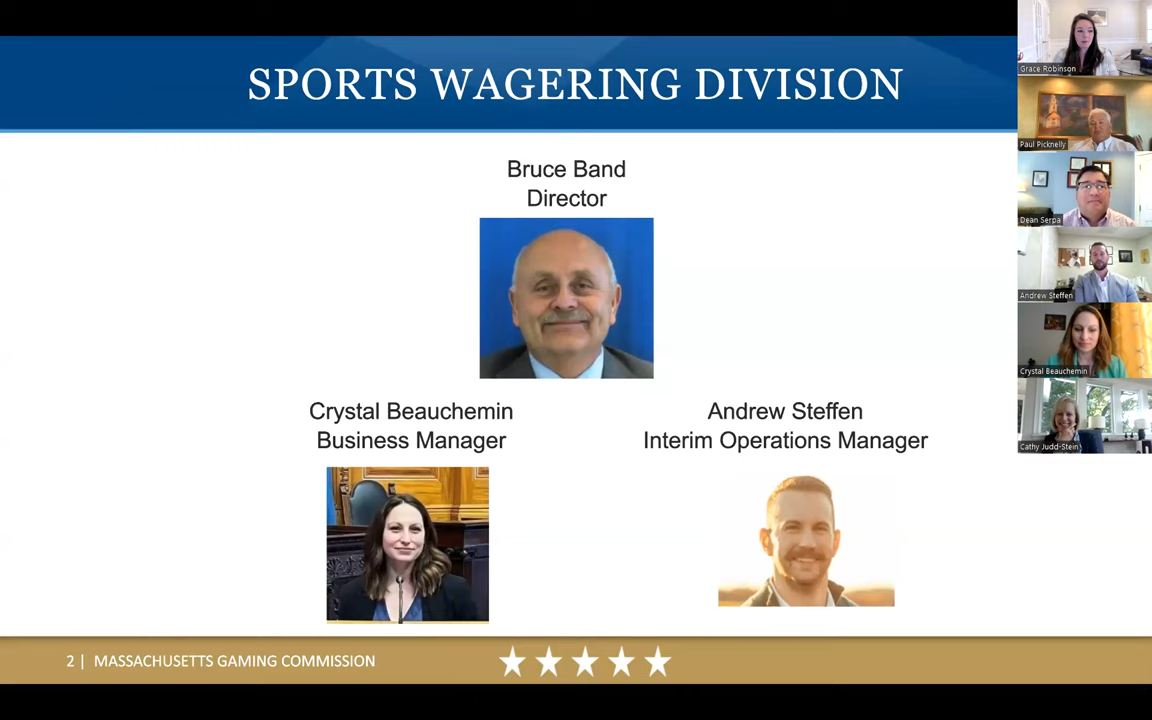 SPORTS WAGERING DIVISION
Bruce Band
Director
Crystal Beauchemin
Business Manager
Andrew Steffen
Interim Operations Manager
2 | MASSACHUSETTS GAMING COMMISSION
Grace Robinson
Paul Picknelly
Dean Serpa
Andrew Steffen
Crystal Beauchemin
Cathy Judd-Stein